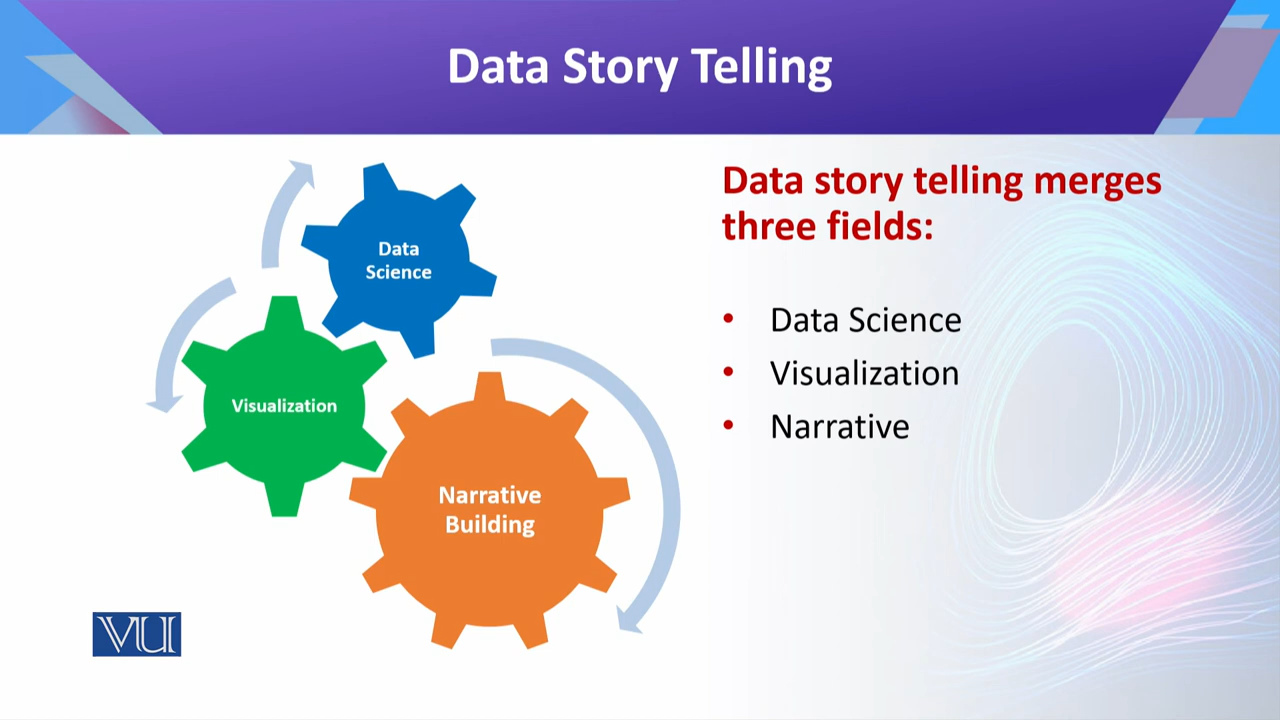 Data Story Telling
Data
Science
Visualization
Narrative
Building
Data story telling merges
three fields:
• Data Science
• Visualization
• Narrative
VU